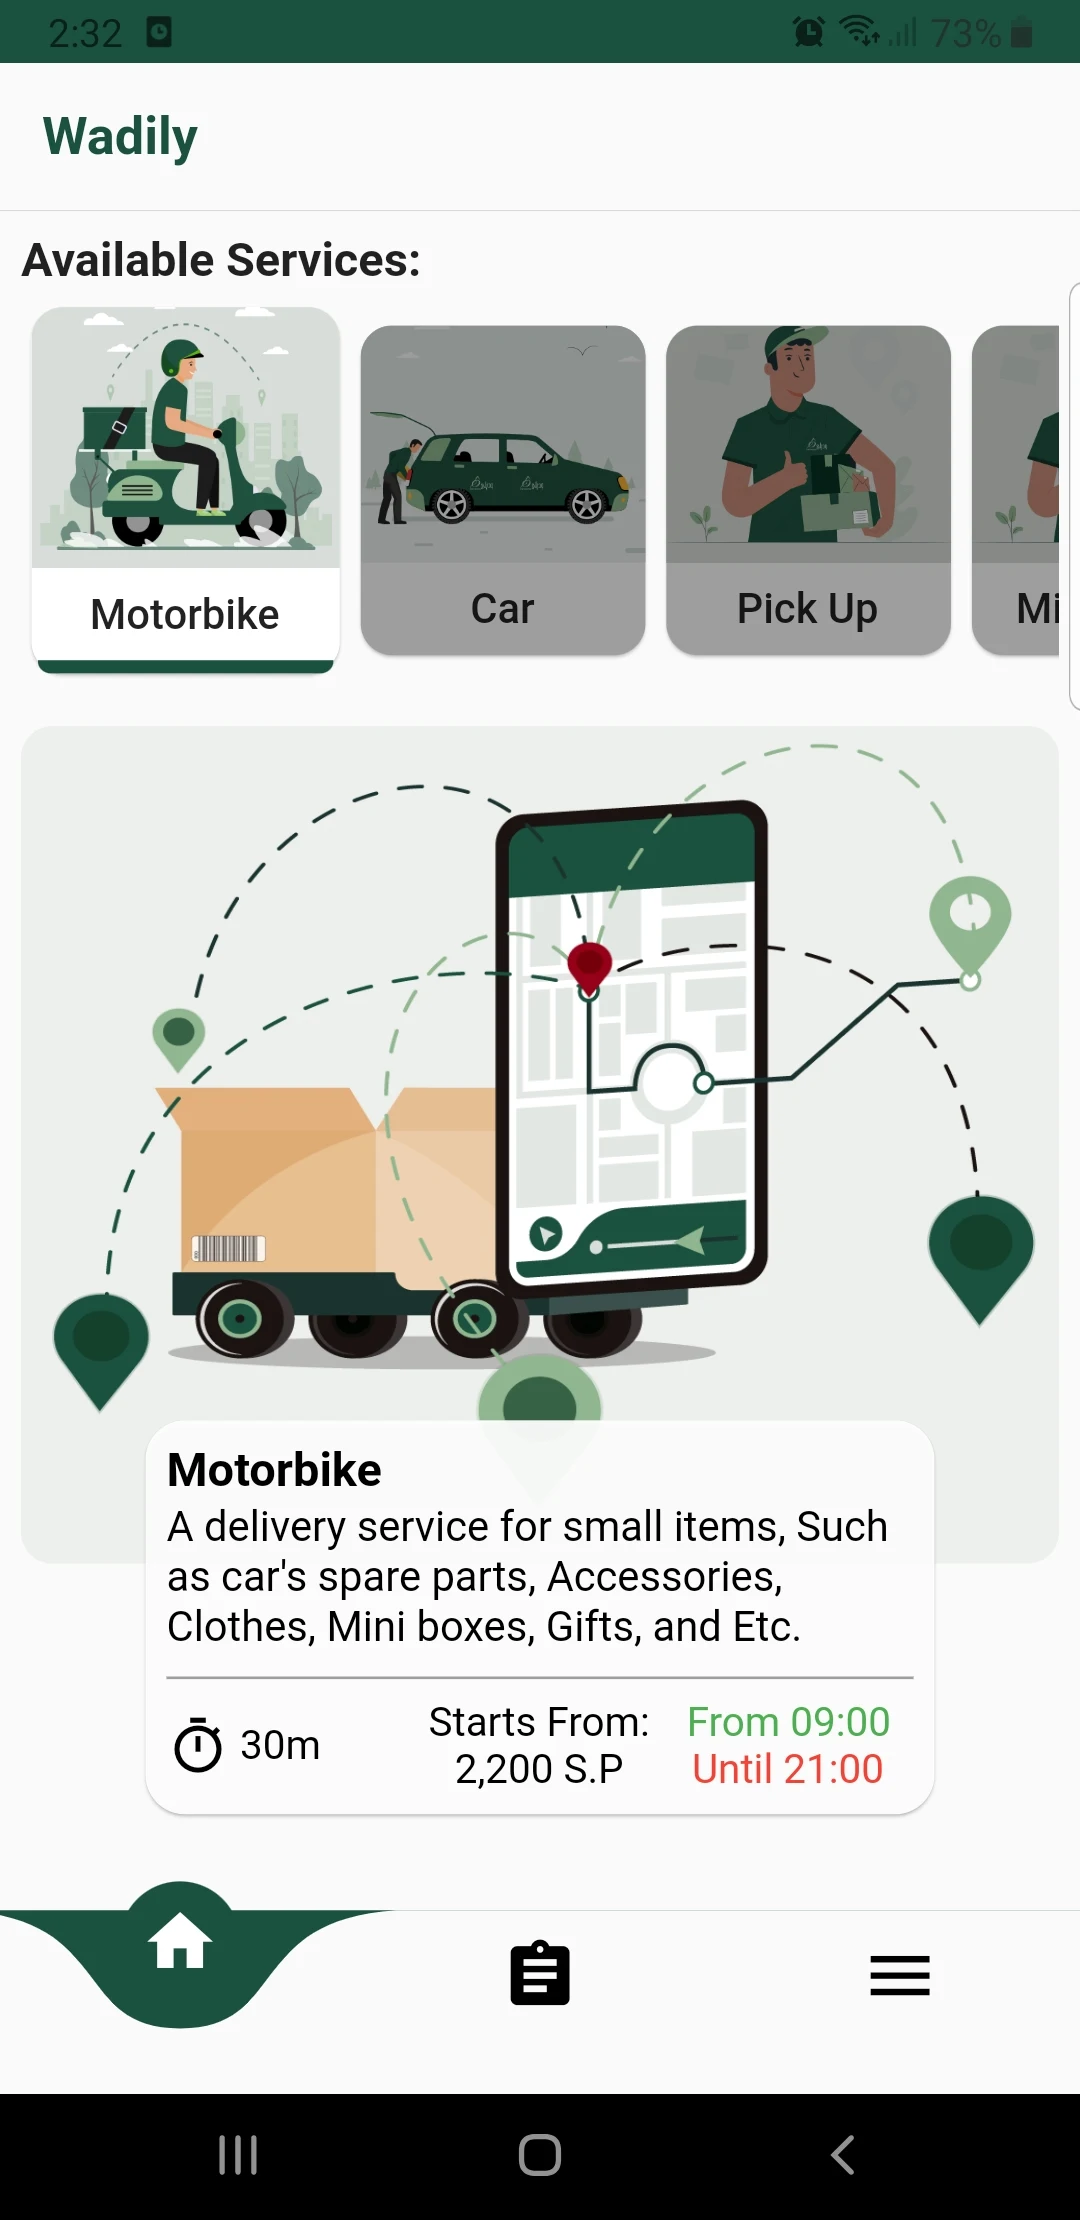 2:32 73%
Wadily
Available Services:
Motorbike
Car
Pick Up
Mi
Motorbike
A delivery service for small items, Such
as car's spare parts, Accessories,
Clothes, Mini boxes, Gifts, and Etc.
30m
Starts From:
2,200 S.P
From 09:00
Until 21:00